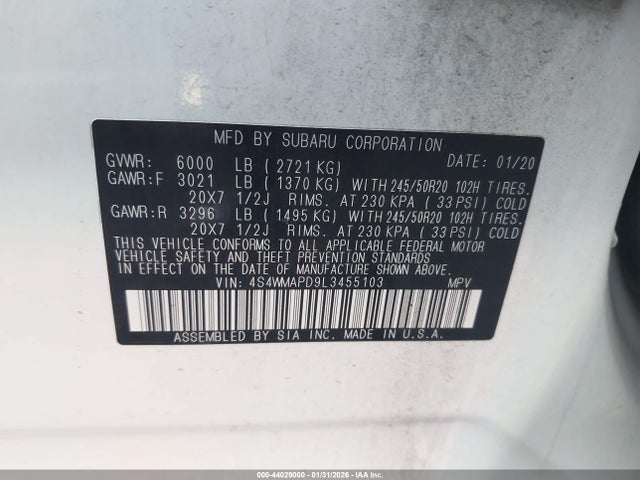 MFD BY SUBARU CORPORATION
GVWR: 6000 LB ( 2721 KG) DATE: 01/20
GAWR:F 3021 LB ( 1370 KG) WITH 245/50R20 102H TIRES.
20X7 1/2J RIMS. AT 230 KPA ( 33 PSI) COLD
GAWR:R 3296 LB ( 1495 KG) WITH 245/50R20 102H TIRES.
20X7 1/2J RIMS. AT 230 KPA ( 33 PSI) COLD
THIS VEHICLE CONFORMS TO ALL APPLICABLE FEDERAL MOTOR
VEHICLE SAFETY AND THEFT PREVENTION STANDARDS
IN EFFECT ON THE DATE OF MANUFACTURE SHOWN ABOVE.
VIN: 4S4WMAPD9L3455103 MPV
ASSEMBLED BY SIA INC. MADE IN U.S.A.
000-44029000 - 01/31/2026 - IAA Inc.